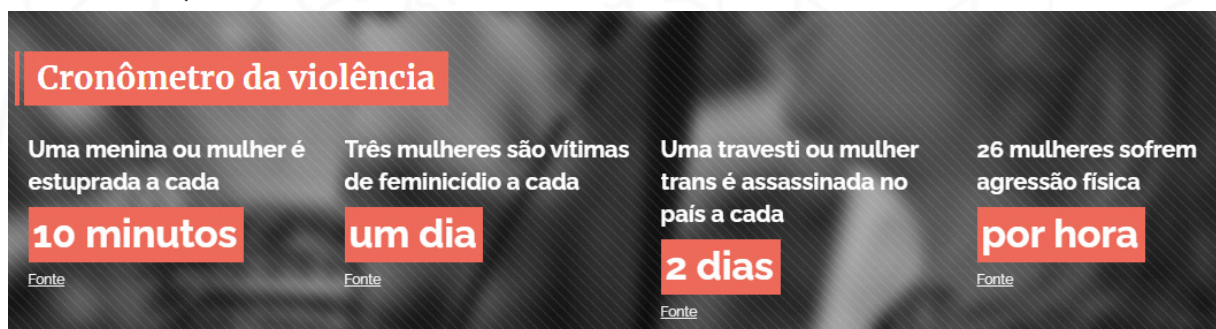 Cronômetro da violência
Uma menina ou mulher é
estuprada a cada
10 minutos
Fonte
Três mulheres são vítimas
de feminicídio a cada
um dia
Fonte
Uma travesti ou mulher
trans é assassinada no
país a cada
2 dias
Fonte
26 mulheres sofrem
agressão física
por hora
Fonte